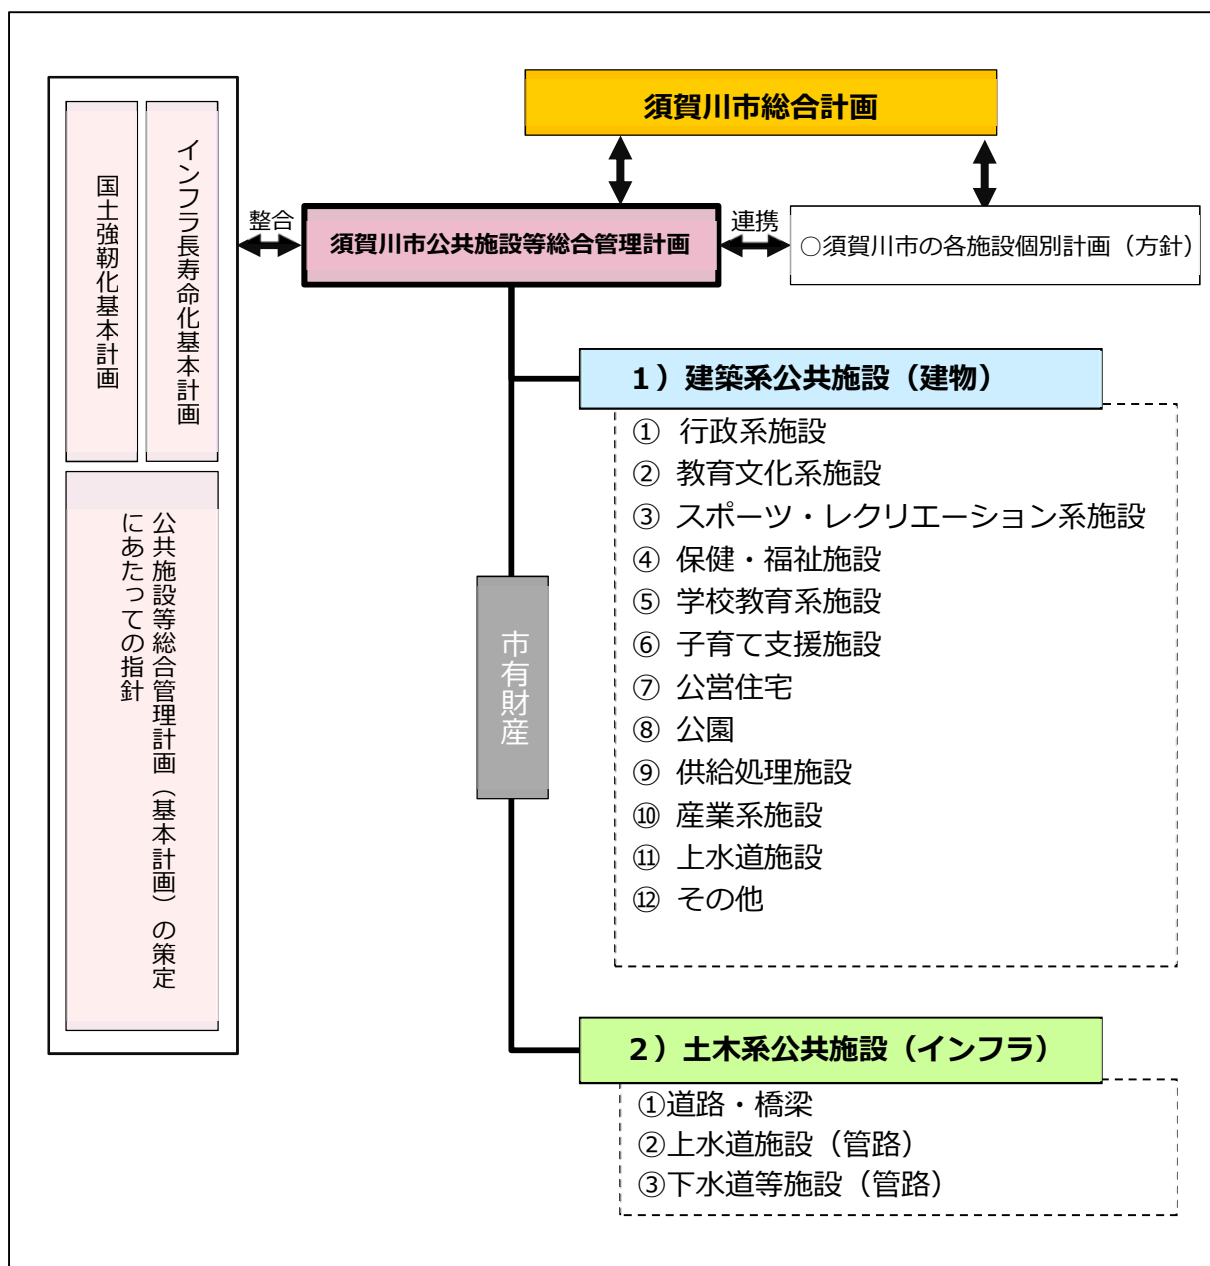 須賀川市総合計画
国土強靭化基本計画
インフラ長寿命化基本計画
公共施設等総合管理計画（基本計画）の策定
にあたっての指針
整合
須賀川市公共施設等総合管理計画
連携
○須賀川市の各施設個別計画（方針）
市有財産
１）建築系公共施設（建物）
① 行政系施設
② 教育文化系施設
③ スポーツ・レクリエーション系施設
④ 保健・福祉施設
⑤ 学校教育系施設
⑥ 子育て支援施設
⑦ 公営住宅
⑧ 公園
⑨ 供給処理施設
⑩ 産業系施設
⑪ 上水道施設
⑫ その他
２）土木系公共施設（インフラ）
①道路・橋梁
②上水道施設（管路）
③下水道等施設（管路）